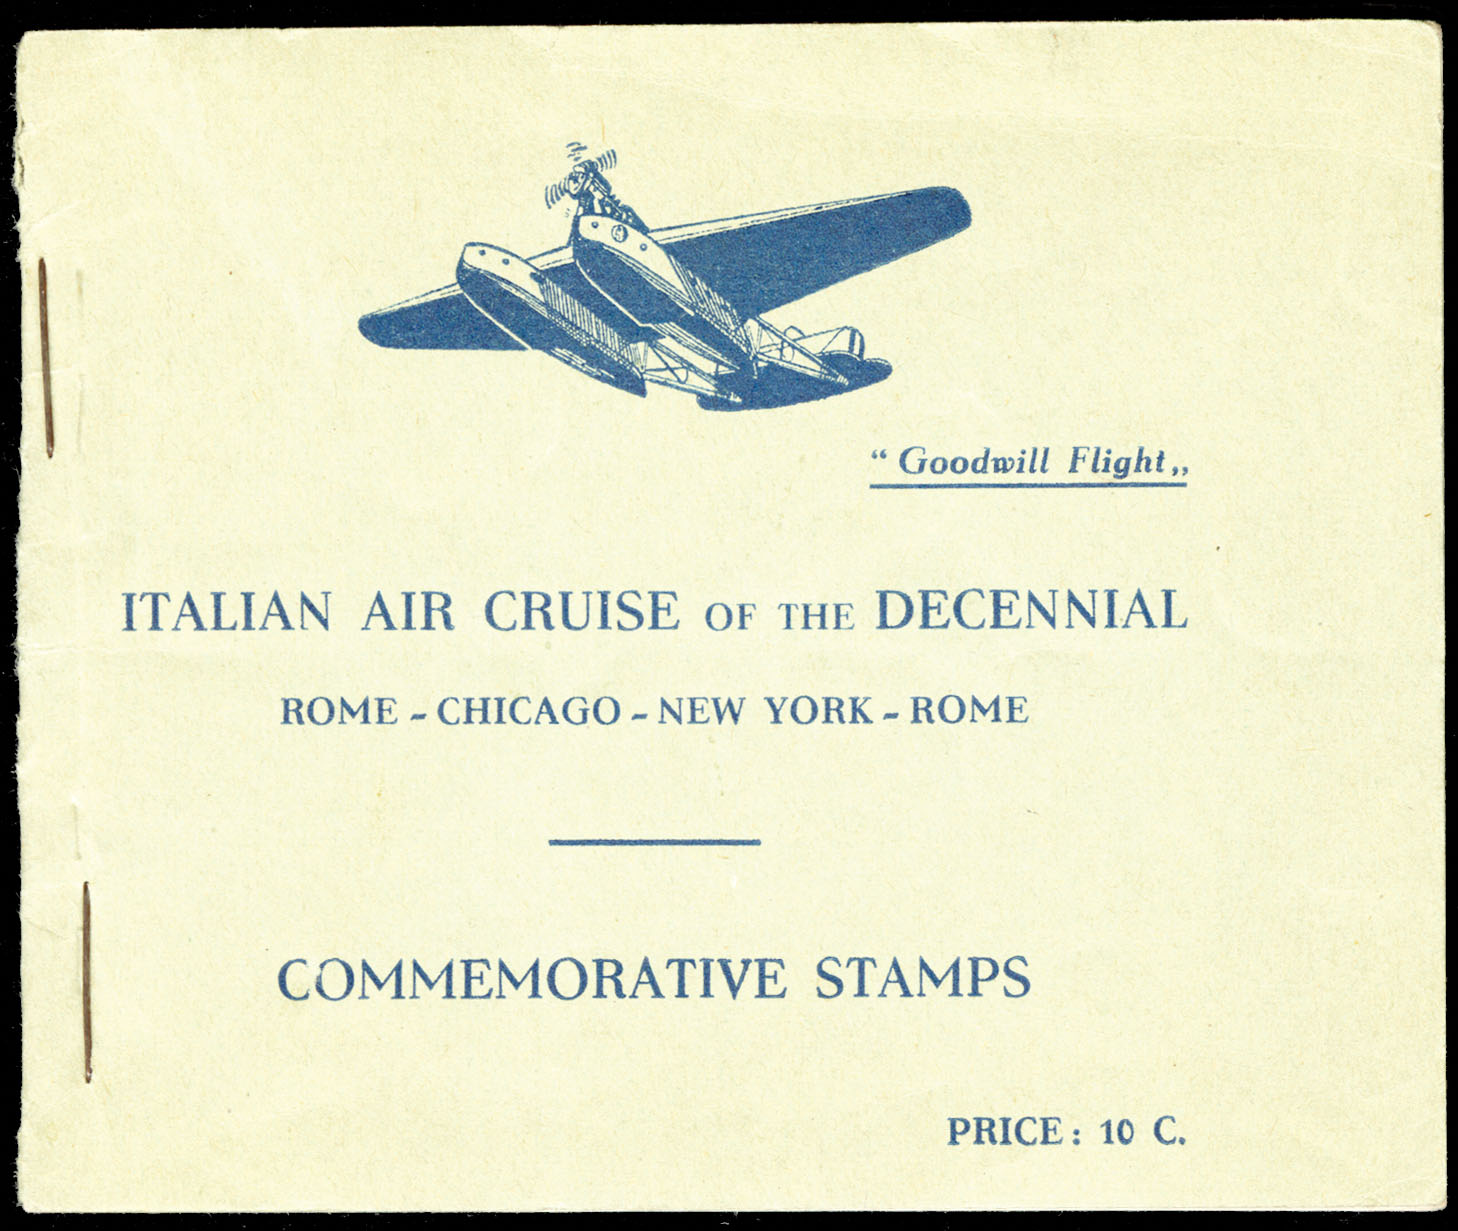 “ Goodwill Flight „
ITALIAN AIR CRUISE OF THE DECENNIAL
ROME - CHICAGO - NEW YORK - ROME
COMMEMORATIVE STAMPS
PRICE: 10 C.